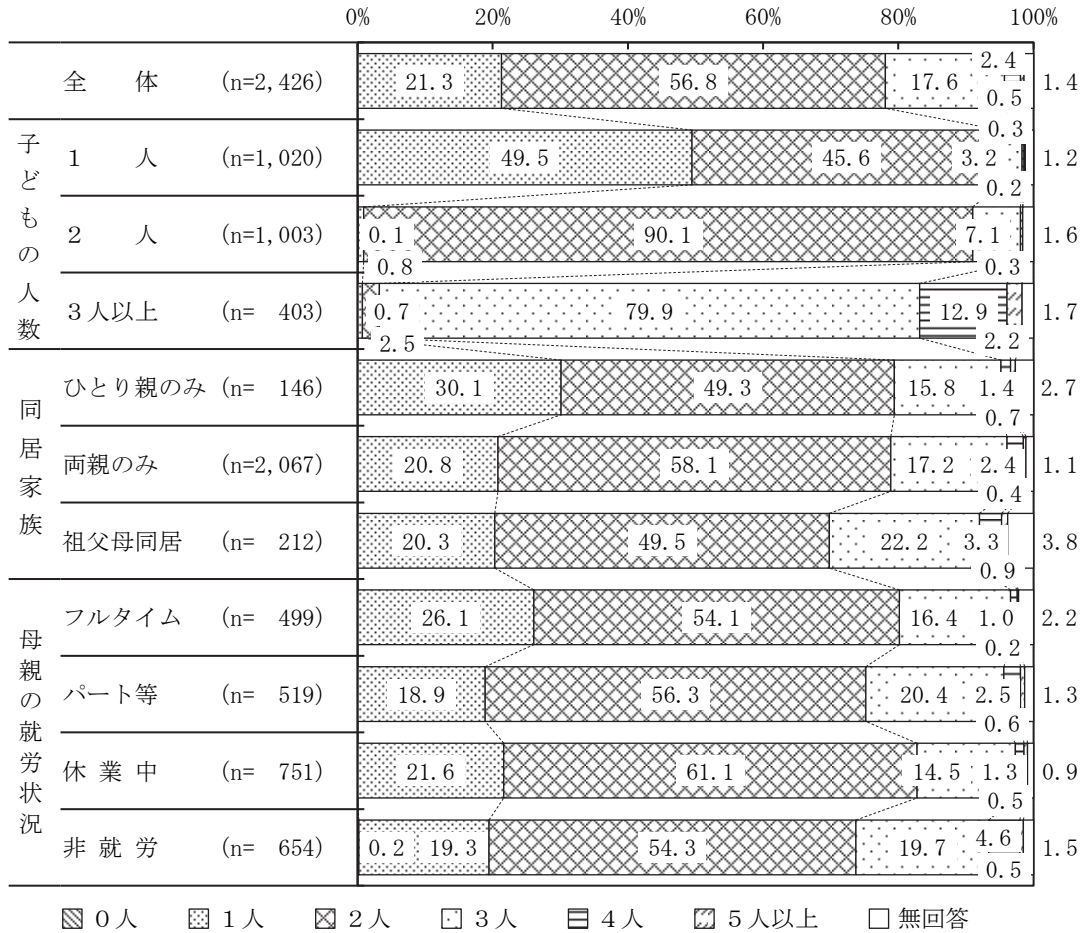 0% 20% 40% 60% 80% 100%
全 体 (n=2,426) 21.3 56.8 17.6 2.4 0.5 1.4
子どもの人数
1 人 (n=1,020) 49.5 45.6 3.2 0.3 0.2 1.2
2 人 (n=1,003) 0.1 0.8 90.1 7.1 0.3 1.6
3人以上 (n= 403) 0.7 2.5 79.9 12.9 2.2 1.7
同居家族
ひとり親のみ (n= 146) 30.1 49.3 15.8 1.4 0.7 2.7
両親のみ (n=2,067) 20.8 58.1 17.2 2.4 0.4 1.1
祖父母同居 (n= 212) 20.3 49.5 22.2 3.3 0.9 3.8
母親の就労状況
フルタイム (n= 499) 26.1 54.1 16.4 1.0 0.2 2.2
パート等 (n= 519) 18.9 56.3 20.4 2.5 0.6 1.3
休 業 中 (n= 751) 21.6 61.1 14.5 1.3 0.5 0.9
非 就 労 (n= 654) 0.2 19.3 54.3 19.7 4.6 0.5 1.5
0人 1人 2人 3人 4人 5人以上 無回答